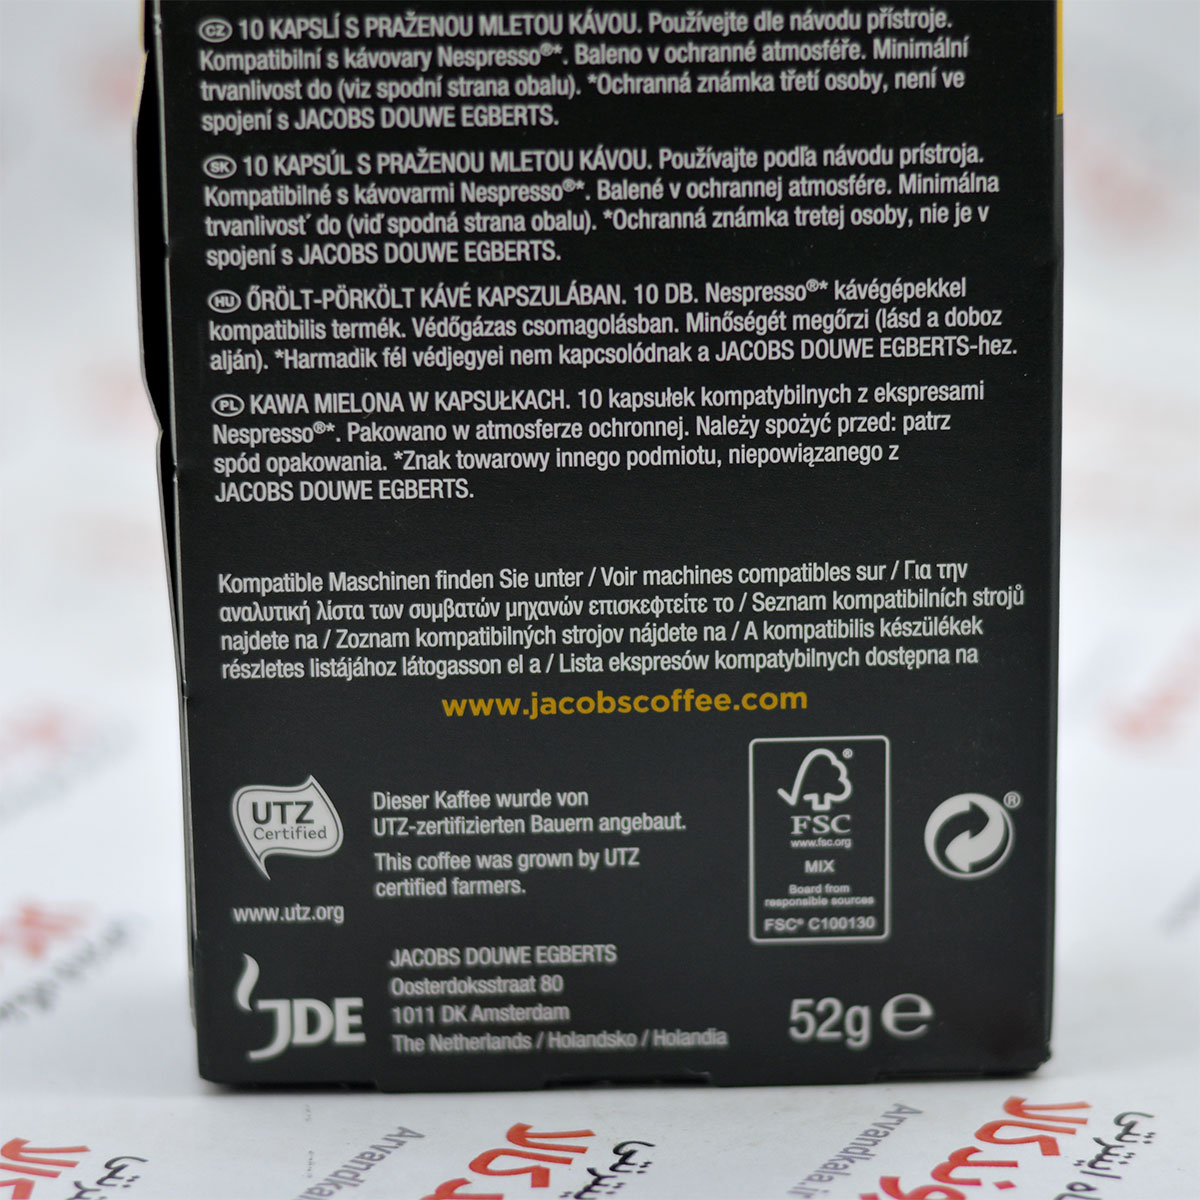 CZ 10 KAPSLÍ S PRAŽENOU MLETOU KÁVOU. Používejte dle návodu přístroje.
Kompatibilní s kávovary Nespresso®*. Baleno v ochranné atmosféře. Minimální
trvanlivost do (viz spodní strana obalu). *Ochranná známka třetí osoby, není ve
spojení s JACOBS DOUWE EGBERTS.
SK 10 KAPSÚL S PRAŽENOU MLETOU KÁVOU. Používajte podľa návodu prístroja.
Kompatibilné s kávovarmi Nespresso®*. Balené v ochrannej atmosfére. Minimálna
trvanlivosť do (viď spodná strana obalu). *Ochranná známka tretej osoby, nie je v
spojení s JACOBS DOUWE EGBERTS.
HU ŐRÖLT-PÖRKÖLT KÁVÉ KAPSZULÁBAN. 10 DB. Nespresso®* kávégépekkel
kompatibilis termék. Védőgázas csomagolásban. Minőségét megőrzi (lásd a doboz
alján). *Harmadik fél védjegyei nem kapcsolódnak a JACOBS DOUWE EGBERTS-hez.
PL KAWA MIELONA W KAPSUŁKACH. 10 kapsułek kompatybilnych z ekspresami
Nespresso®*. Pakowano w atmosferze ochronnej. Należy spożyć przed: patrz
spód opakowania. *Znak towarowy innego podmiotu, niepowiązanego z
JACOBS DOUWE EGBERTS.
Kompatible Maschinen finden Sie unter / Voir machines compatibles sur / Για την
αναλυτική λίστα των συμβατών μηχανών επισκεφτείτε το / Seznam kompatibilních strojů
najdete na / Zoznam kompatibilných strojov nájdete na / A kompatibilis készülékek
részletes listájához látogasson el a / Lista ekspresów kompatybilnych dostępna na
www.jacobscoffee.com
UTZ
Certified
www.utz.org
Dieser Kaffee wurde von
UTZ-zertifizierten Bauern angebaut.
This coffee was grown by UTZ
certified farmers.
®
FSC
www.fsc.org
MIX
Board from
responsible sources
FSC® C100130
®
JDE
JACOBS DOUWE EGBERTS
Oosterdoksstraat 80
1011 DK Amsterdam
The Netherlands / Holandsko / Holandia
52g e
Arvandkala.ir